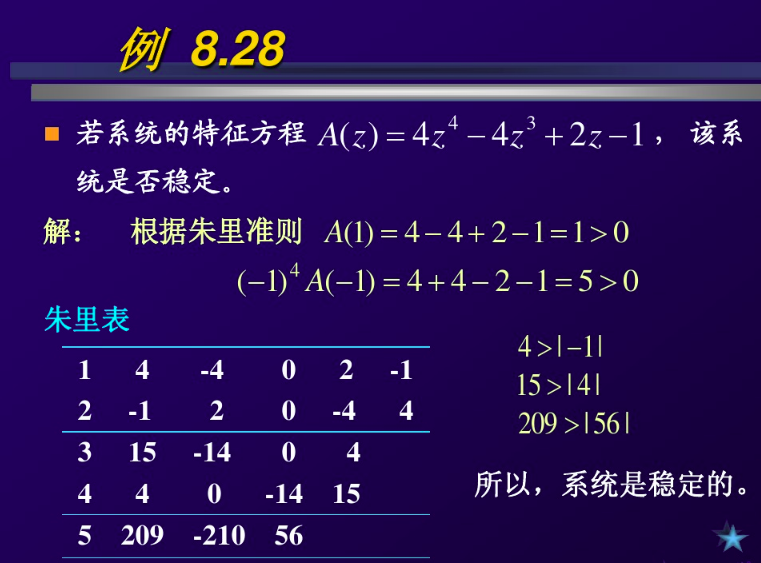 例 8.28
若系统的特征方程 A(z) = 4z⁴ − 4z³ + 2z − 1 , 该系
统是否稳定。
解: 根据朱里准则 A(1) = 4 − 4 + 2 − 1 = 1 > 0
(−1)⁴ A(−1) = 4 + 4 − 2 − 1 = 5 > 0
朱里表
1 4 -4 0 2 -1
2 -1 2 0 -4 4
3 15 -14 0 4
4 4 0 -14 15
5 209 -210 56
4 >| −1|
15 >| 4 |
209 >| 56 |
所以，系统是稳定的。